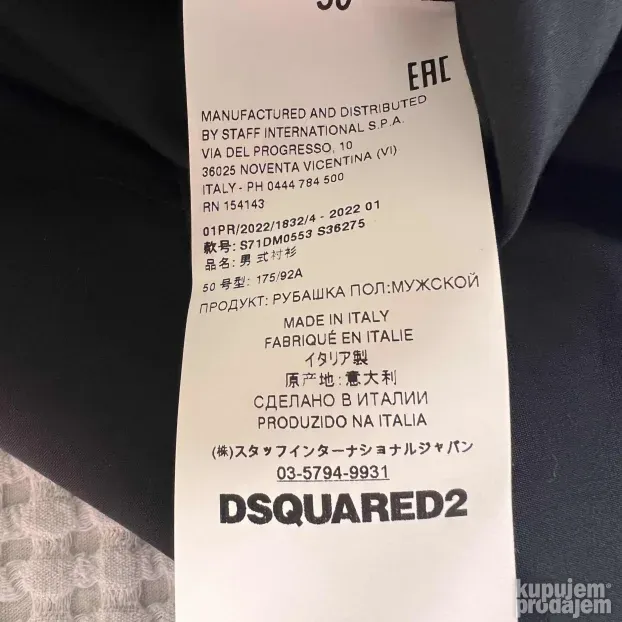 50
EAC
MANUFACTURED AND DISTRIBUTED
BY STAFF INTERNATIONAL S.P.A.
VIA DEL PROGRESSO, 10
36025 NOVENTA VICENTINA (VI)
ITALY - PH 0444 784 500
RN 154143
01PR/2022/1832/4 - 2022 01
款号: S71DM0553 S36275
品名: 男式衬衫
50 号型: 175/92A
ПРОДУКТ: РУБАШКА ПОЛ:МУЖСКОЙ
MADE IN ITALY
FABRIQUÉ EN ITALIE
イタリア製
原产地:意大利
СДЕЛАНО В ИТАЛИИ
PRODUZIDO NA ITALIA
(株)スタッフインターナショナルジャパン
03-5794-9931
DSQUARED2
kupujem
prodajem